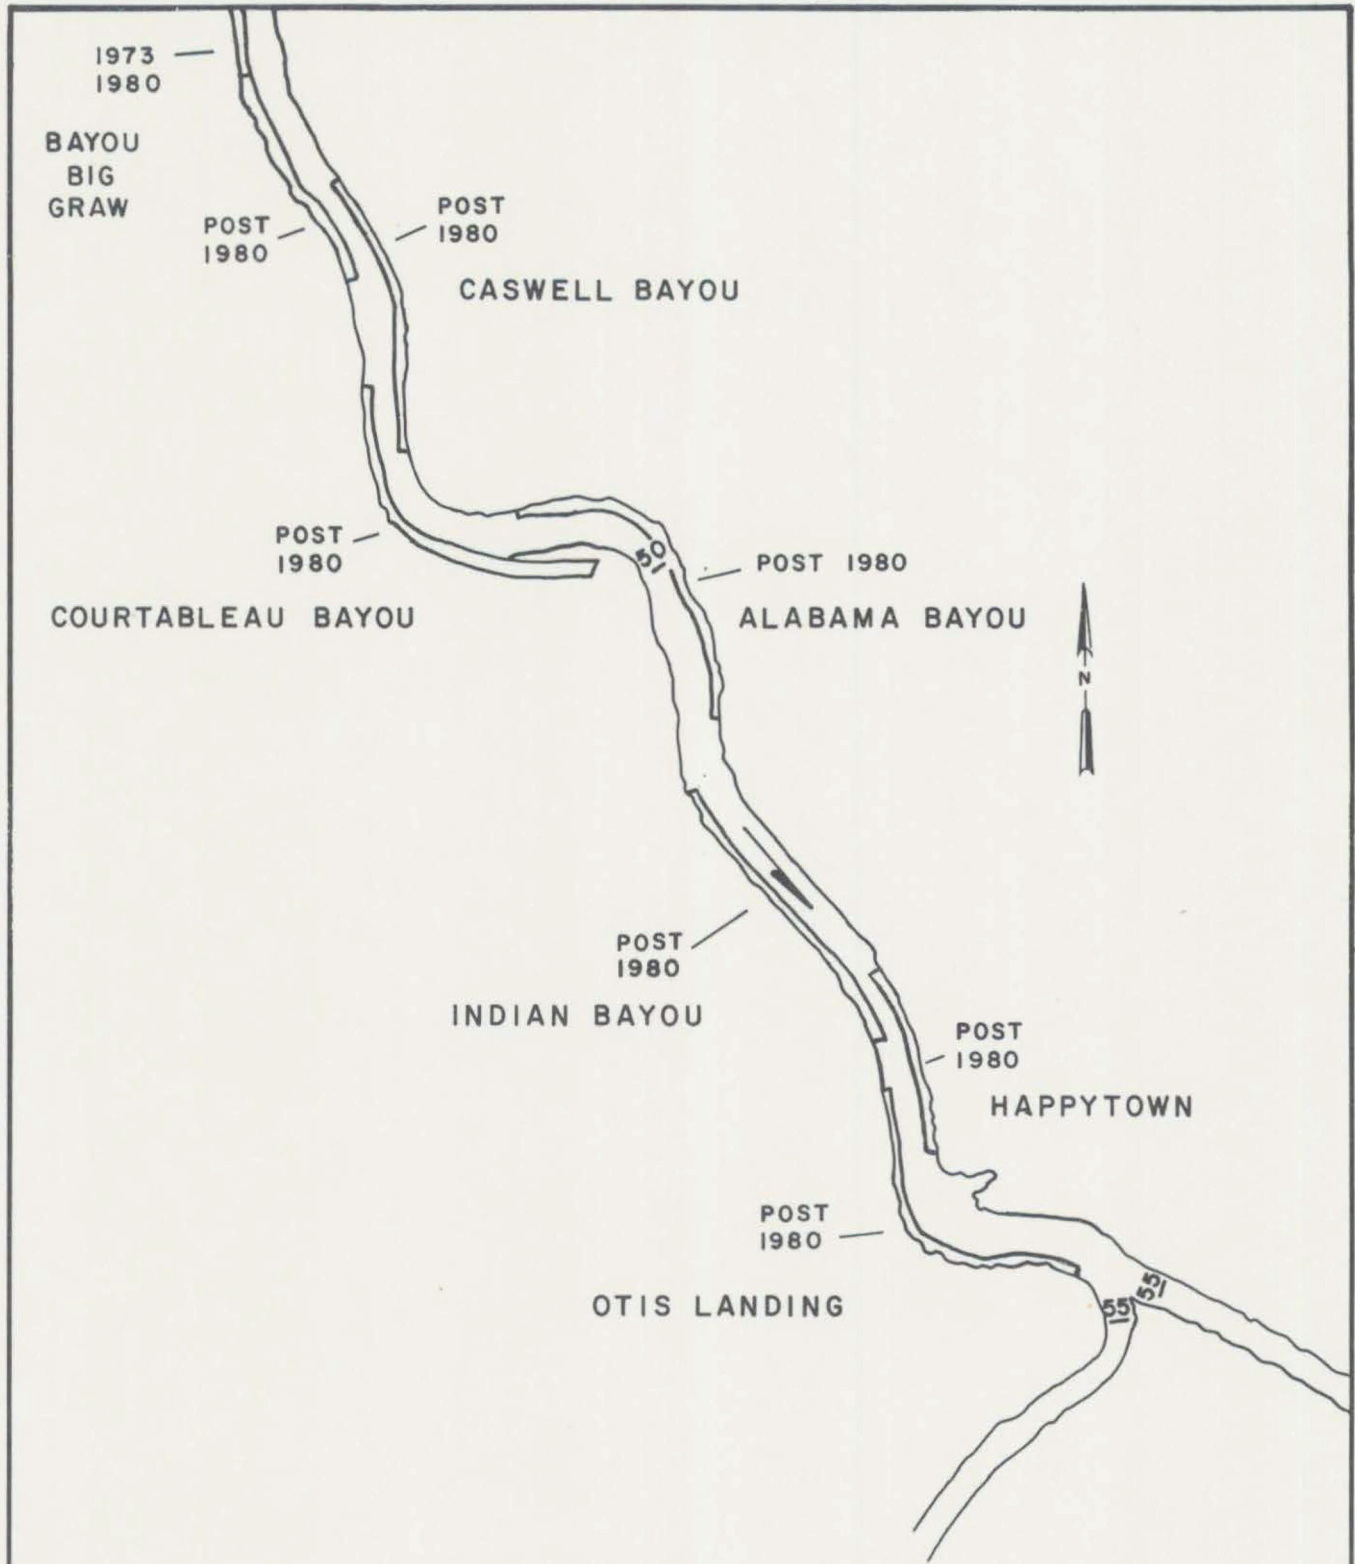 1973
1980
BAYOU
BIG
GRAW
POST
1980
POST
1980
CASWELL BAYOU
POST
1980
COURTABLEAU BAYOU
50
POST 1980
ALABAMA BAYOU
N
POST
1980
INDIAN BAYOU
POST
1980
HAPPYTOWN
POST
1980
OTIS LANDING
55
55